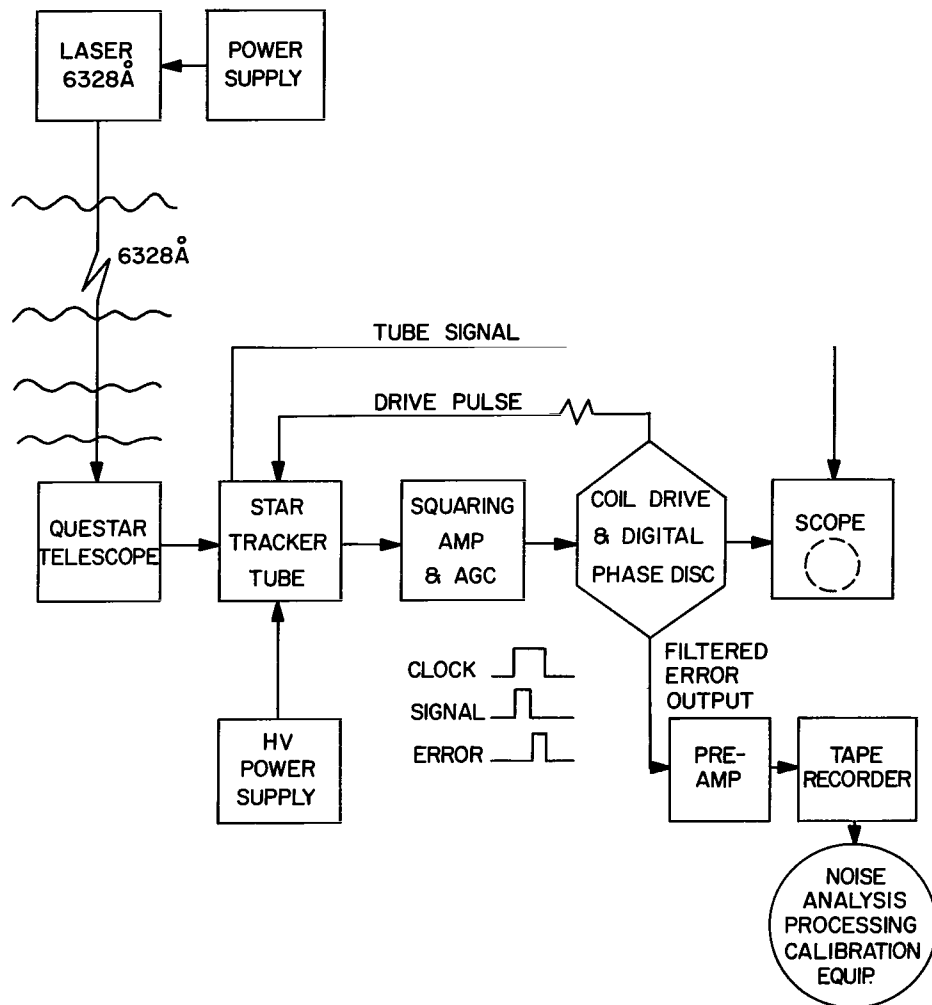 LASER
6328Å
POWER
SUPPLY
6328Å
TUBE SIGNAL
DRIVE PULSE
QUESTAR
TELESCOPE
STAR
TRACKER
TUBE
SQUARING
AMP
& AGC
COIL DRIVE
& DIGITAL
PHASE DISC
SCOPE
CLOCK
SIGNAL
ERROR
FILTERED
ERROR
OUTPUT
HV
POWER
SUPPLY
PRE-
AMP
TAPE
RECORDER
NOISE
ANALYSIS
PROCESSING
CALIBRATION
EQUIP.